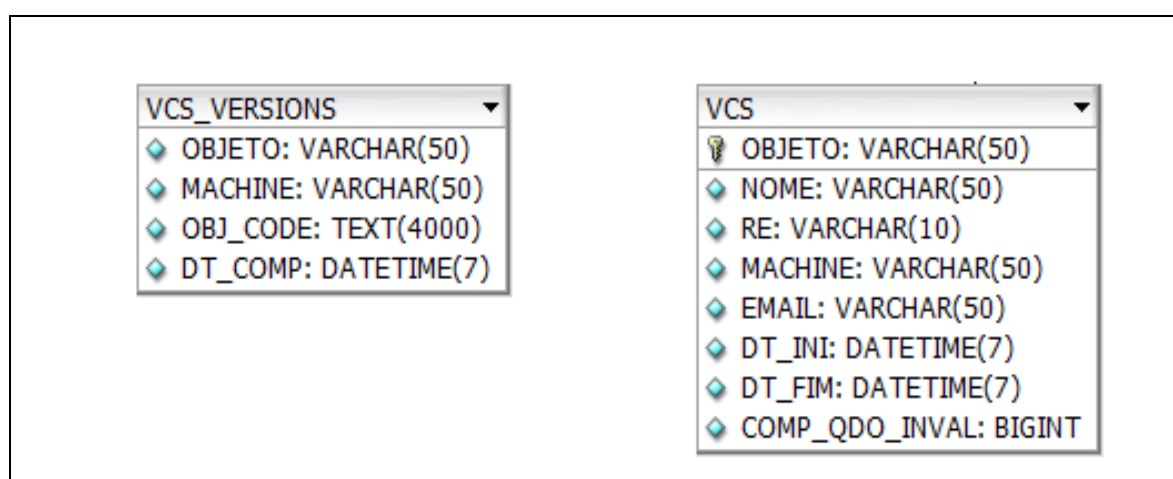 VCS_VERSIONS
OBJETO: VARCHAR(50)
MACHINE: VARCHAR(50)
OBJ_CODE: TEXT(4000)
DT_COMP: DATETIME(7)
VCS
OBJETO: VARCHAR(50)
NOME: VARCHAR(50)
RE: VARCHAR(10)
MACHINE: VARCHAR(50)
EMAIL: VARCHAR(50)
DT_INI: DATETIME(7)
DT_FIM: DATETIME(7)
COMP_QDO_INVAL: BIGINT